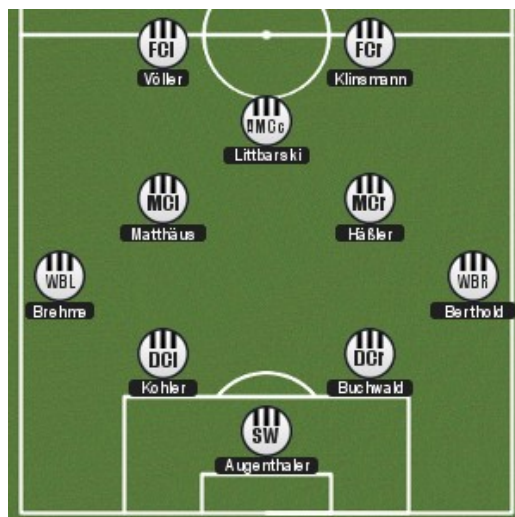 FCl
FCr
Völler
Klinsmann
AMCc
Littbarski
MCl
MCr
Matthäus
Häßler
WBL
WBR
Brehme
Berthold
DCl
DCr
Kohler
Buchwald
SW
Augenthaler